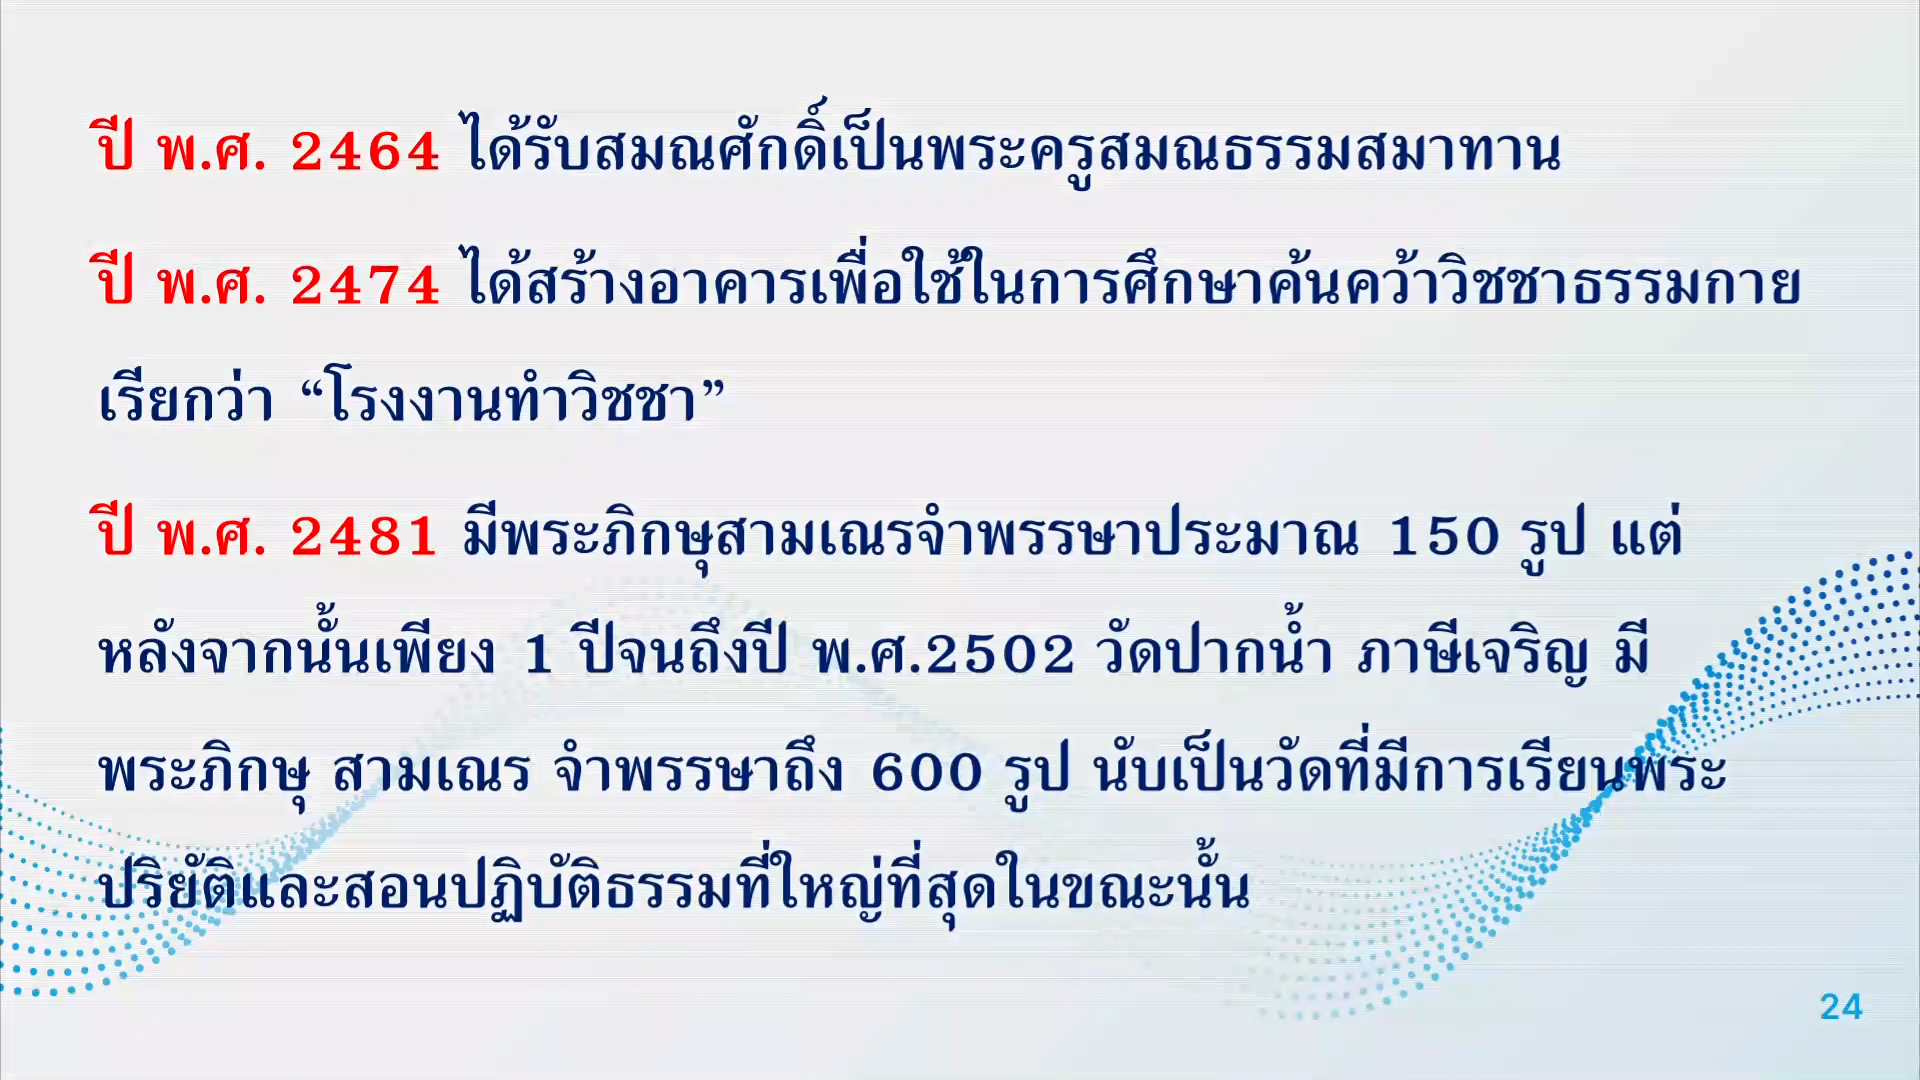 ปี พ.ศ. 2464 ได้รับสมณศักดิ์เป็นพระครูสมณธรรมสมาทาน
ปี พ.ศ. 2474 ได้สร้างอาคารเพื่อใช้ในการศึกษาค้นคว้าวิชชาธรรมกาย
เรียกว่า “โรงงานทำวิชชา”
ปี พ.ศ. 2481 มีพระภิกษุสามเณรจำพรรษาประมาณ 150 รูป แต่
หลังจากนั้นเพียง 1 ปีจนถึงปี พ.ศ.2502 วัดปากน้ำ ภาษีเจริญ มี
พระภิกษุ สามเณร จำพรรษาถึง 600 รูป นับเป็นวัดที่มีการเรียนพระ
ปริยัติและสอนปฏิบัติธรรมที่ใหญ่ที่สุดในขณะนั้น
24